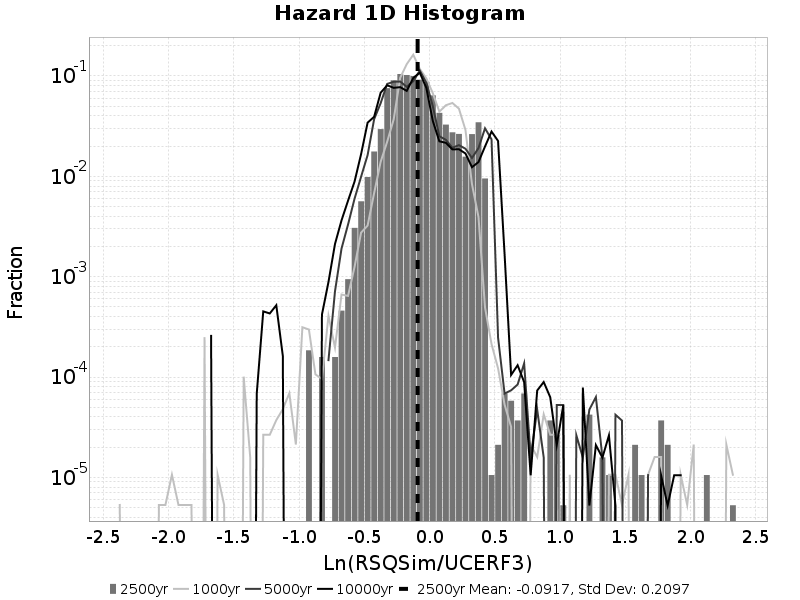 Hazard 1D Histogram
10-1
10-2
10-3
10-4
10-5
Fraction
-2.5 -2.0 -1.5 -1.0 -0.5 0.0 0.5 1.0 1.5 2.0 2.5
Ln(RSQSim/UCERF3)
2500yr 1000yr 5000yr 10000yr 2500yr Mean: -0.0917, Std Dev: 0.2097